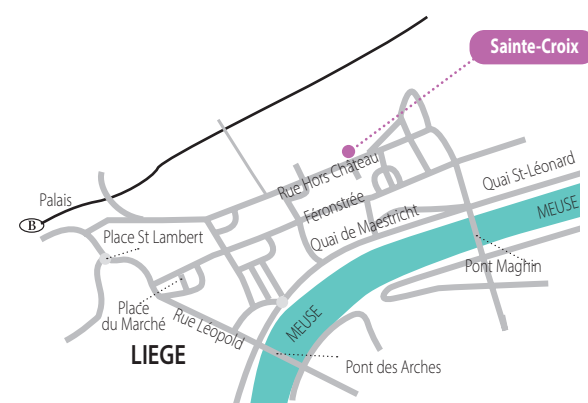 Sainte-Croix
Rue Hors Château
Quai St-Léonard
Palais
Féronstrée
MEUSE
B
Quai de Maestricht
Place St Lambert
Pont Maghin
Place
du Marché
Rue Léopold
MEUSE
LIEGE
Pont des Arches